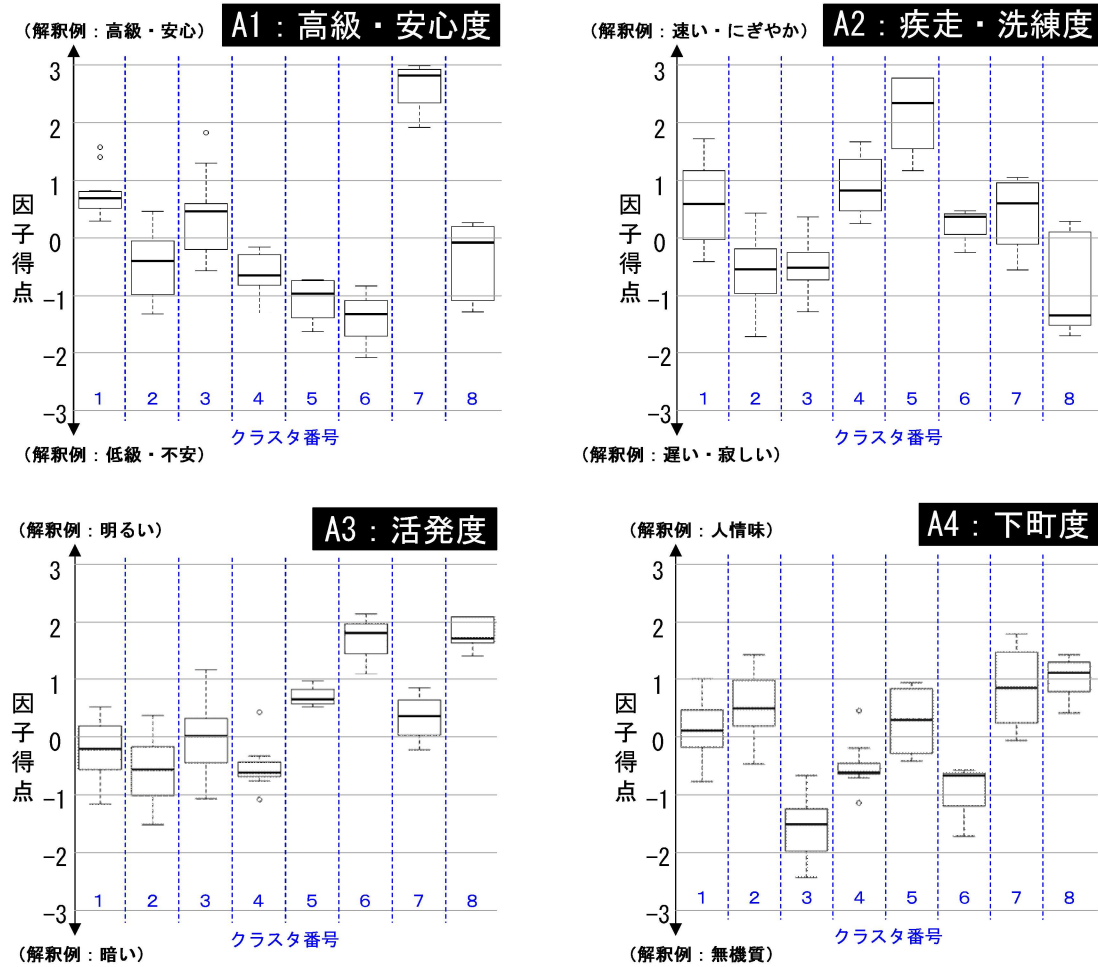 (解釈例：高級・安心)
A1：高級・安心度
3
2
1
0
−1
−2
−3
因子得点
1 2 3 4 5 6 7 8
クラスタ番号
(解釈例：低級・不安)
(解釈例：速い・にぎやか)
A2：疾走・洗練度
3
2
1
0
−1
−2
−3
因子得点
1 2 3 4 5 6 7 8
クラスタ番号
(解釈例：遅い・寂しい)
(解釈例：明るい)
A3：活発度
3
2
1
0
−1
−2
−3
因子得点
1 2 3 4 5 6 7 8
クラスタ番号
(解釈例：暗い)
(解釈例：人情味)
A4：下町度
3
2
1
0
−1
−2
−3
因子得点
1 2 3 4 5 6 7 8
クラスタ番号
(解釈例：無機質)